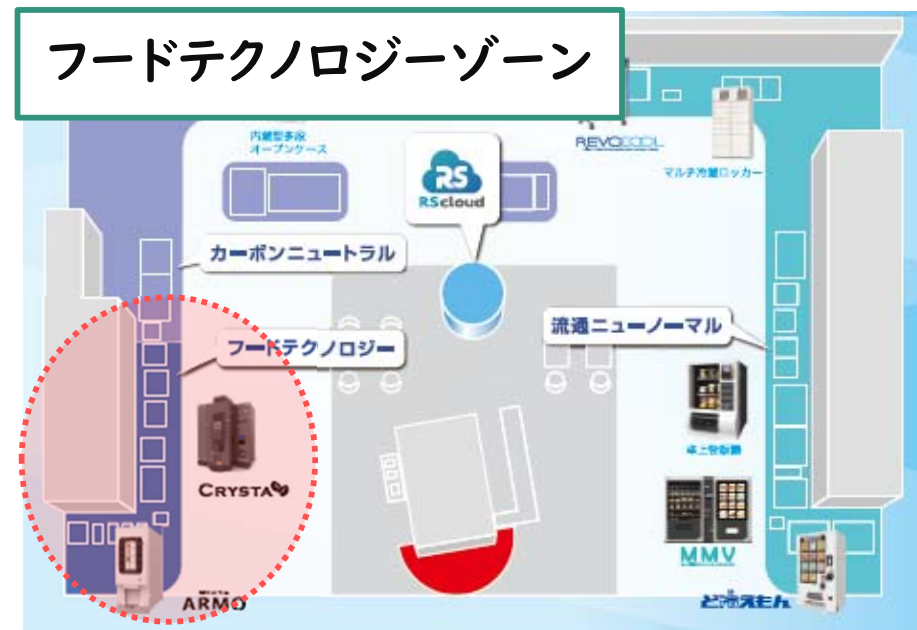 フードテクノロジーゾーン
内蔵型多段
オープンケース
RS
RScloud
REVOCOOL
マルチ冷蔵ロッカー
カーボンニュートラル
流通ニューノーマル
フードテクノロジー
卓上自販機
CRYSTA
MMV
ARMO
ど冷えもん